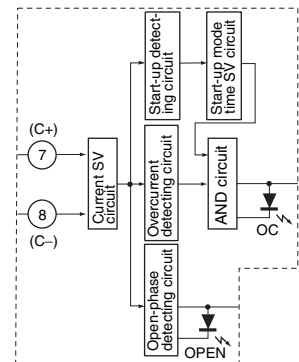 Start-up detect-
ing circuit
Start-up mode
time SV circuit
(C+)
7
8
(C−)
Current SV
circuit
Overcurrent
detecting circuit
AND circuit
OC
Open-phase
detecting circuit
OPEN